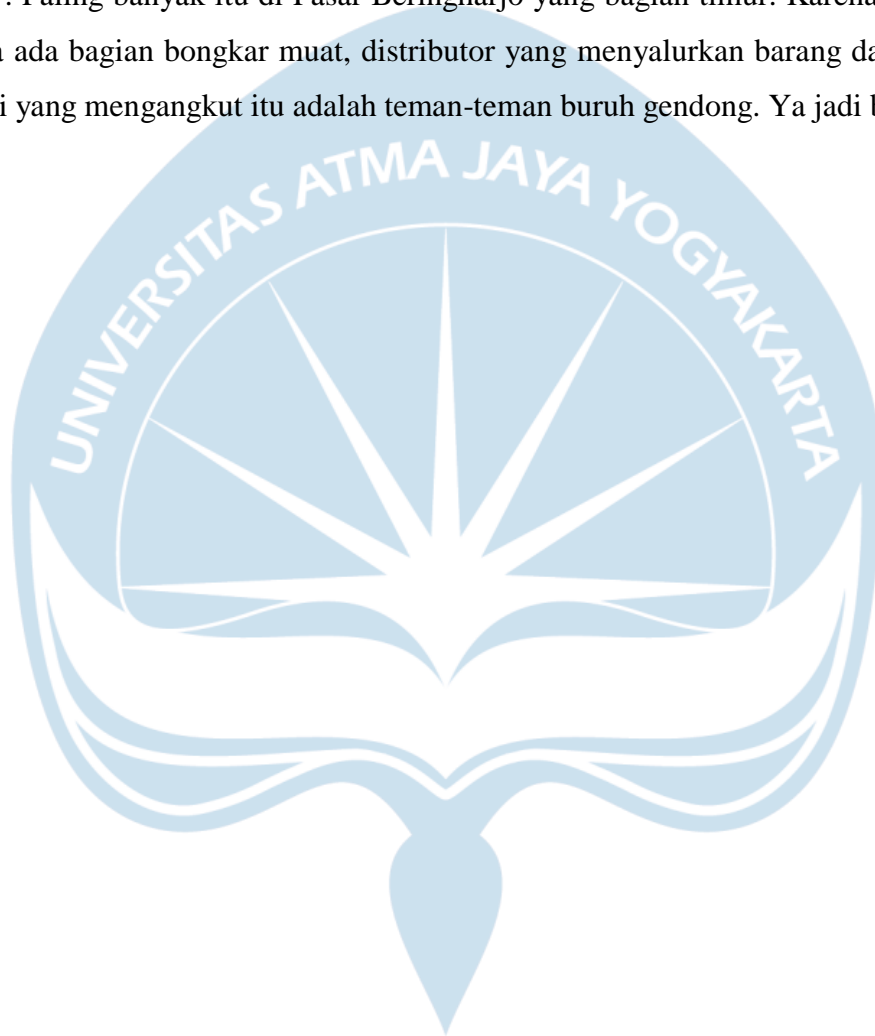 : Paling banyak itu di Pasar Beringharjo yang bagian timur. Karena
ada bagian bongkar muat, distributor yang menyalurkan barang
yang mengangkut itu adalah teman-teman buruh gendong. Ya jadi
UNIVERSITAS ATMA JAYA YOGYAKARTA